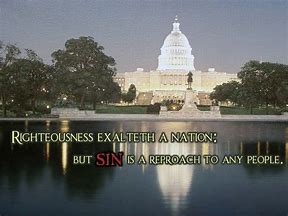 Righteousness exalteth a nation:
but SIN is a reproach to any people.